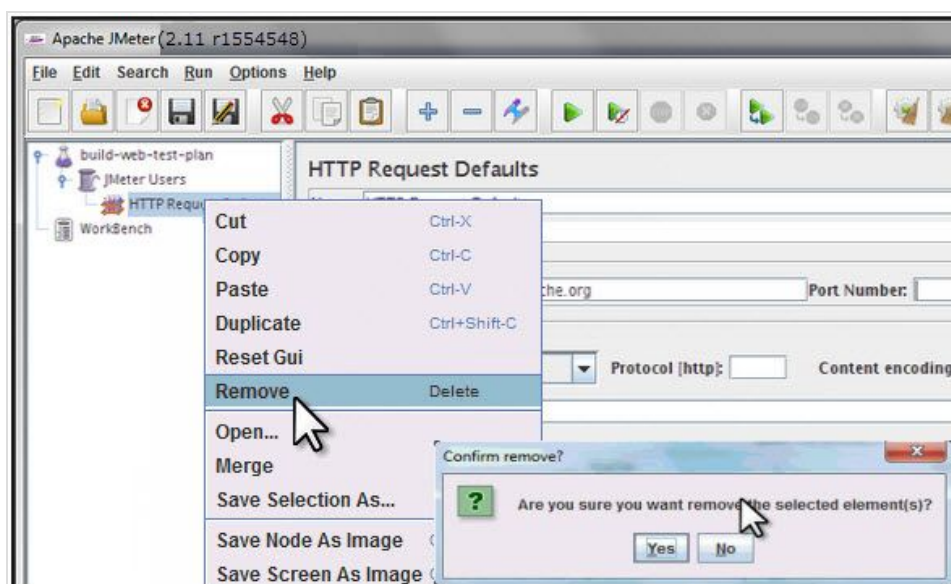 Apache JMeter (2.11 r1554548)
File Edit Search Run Options Help
build-web-test-plan
JMeter Users
HTTP Requ
WorkBench
HTTP Request Defaults
Cut Ctrl-X
Copy Ctrl-C
Paste Ctrl-V
he.org Port Number:
Duplicate Ctrl+Shift-C
Reset Gui
Protocol [http]: Content encoding
Remove Delete
Open...
Merge
Save Selection As...
Save Node As Image
Save Screen As Image
Confirm remove?
Are you sure you want remove the selected element(s)?
Yes No